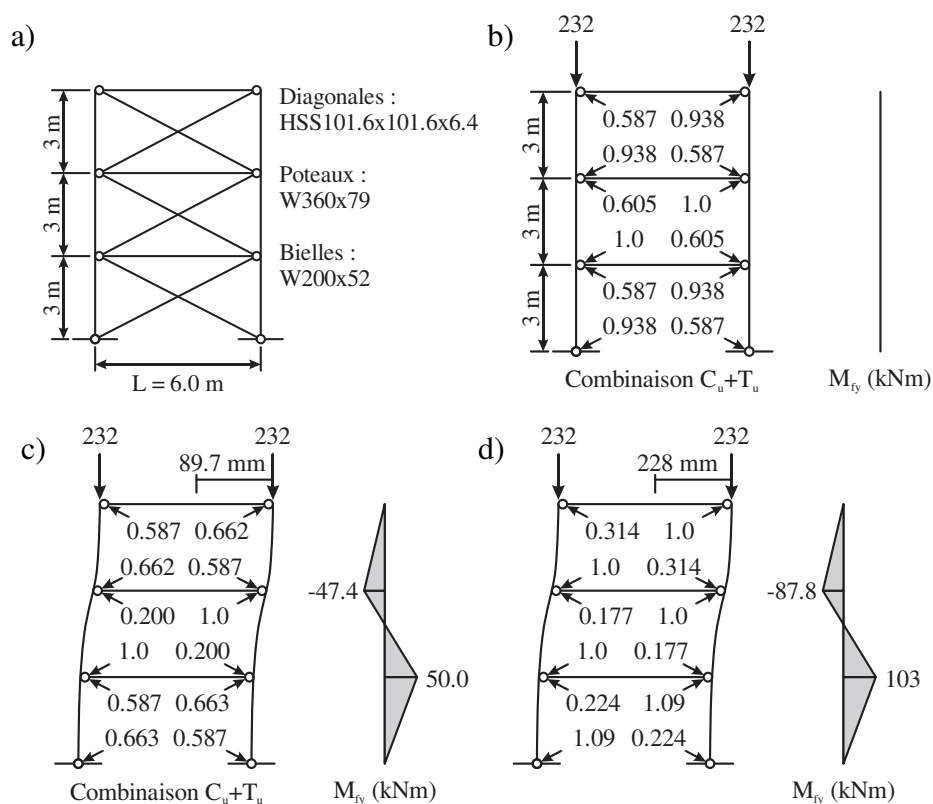 a)
3 m
3 m
3 m
L = 6.0 m
Diagonales :
HSS101.6x101.6x6.4
Poteaux :
W360x79
Bielles :
W200x52
b)
232 232
3 m
3 m
3 m
0.587 0.938
0.938 0.587
0.605 1.0
1.0 0.605
0.587 0.938
0.938 0.587
Combinaison Cu+Tu
Mfy (kNm)
c)
232 232
89.7 mm
0.587 0.662
0.662 0.587
0.200 1.0
1.0 0.200
0.587 0.663
0.663 0.587
-47.4
50.0
Combinaison Cu+Tu
Mfy (kNm)
d)
232 232
228 mm
0.314 1.0
1.0 0.314
0.177 1.0
1.0 0.177
0.224 1.09
1.09 0.224
-87.8
103
Mfy (kNm)